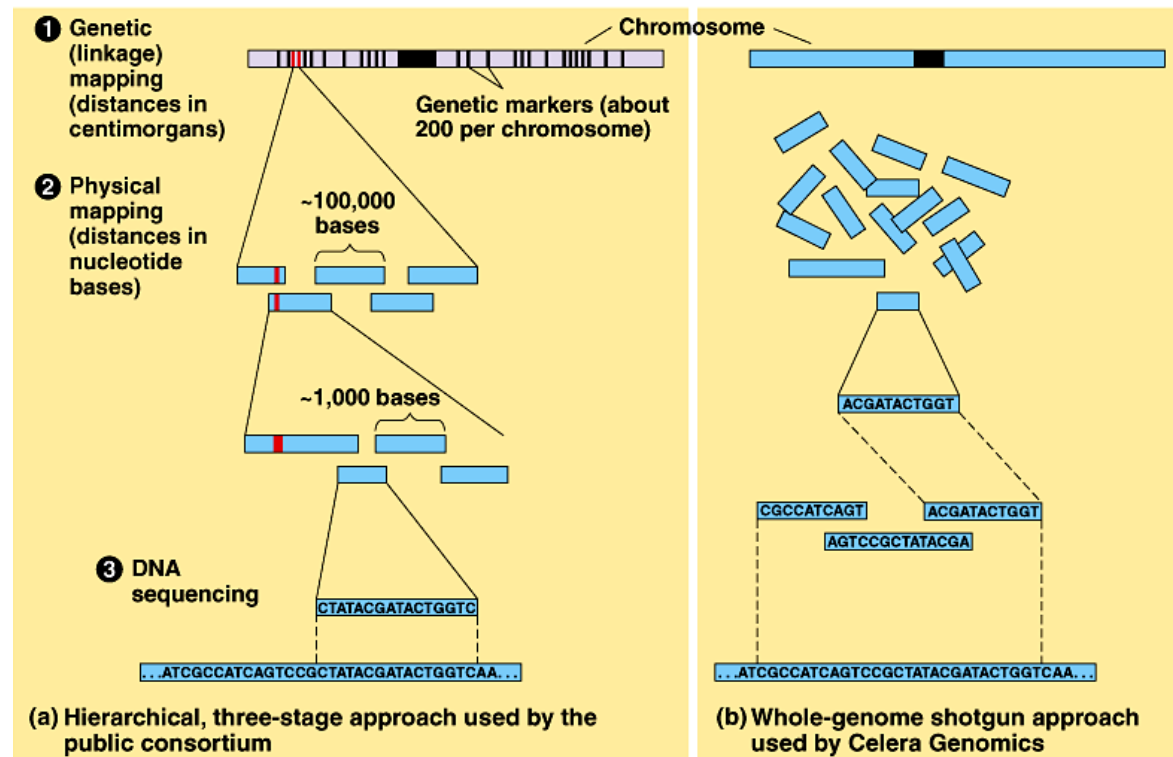 1 Genetic
(linkage)
mapping
(distances in
centimorgans)
Chromosome
Genetic markers (about
200 per chromosome)
2 Physical
mapping
(distances in
nucleotide
bases)
~100,000
bases
~1,000 bases
3 DNA
sequencing
CTATACGATACTGGTC
. . .ATCGCCATCAGTCCGCTATACGATACTGGTCAA. . .
(a) Hierarchical, three-stage approach used by the
public consortium
ACGATACTGGT
CGCCATCAGT
ACGATACTGGT
AGTCCGCTATACGA
. . .ATCGCCATCAGTCCGCTATACGATACTGGTCAA. . .
(b) Whole-genome shotgun approach
used by Celera Genomics